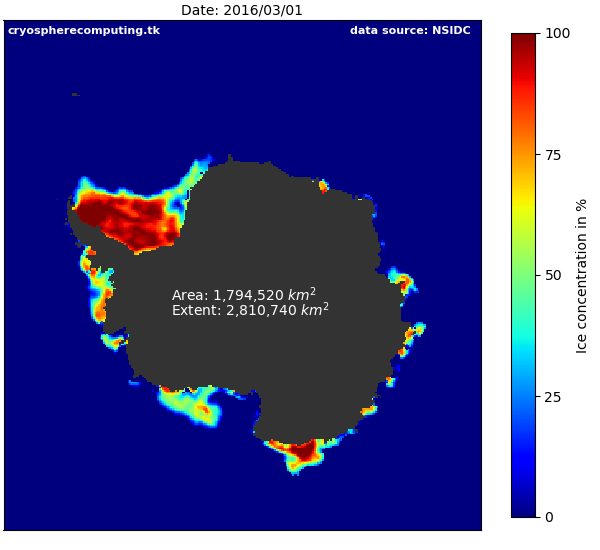 Date: 2016/03/01
cryospherecomputing.tk data source: NSIDC
Area: 1,794,520 km²
Extent: 2,810,740 km²
100
75
50
25
0
Ice concentration in %